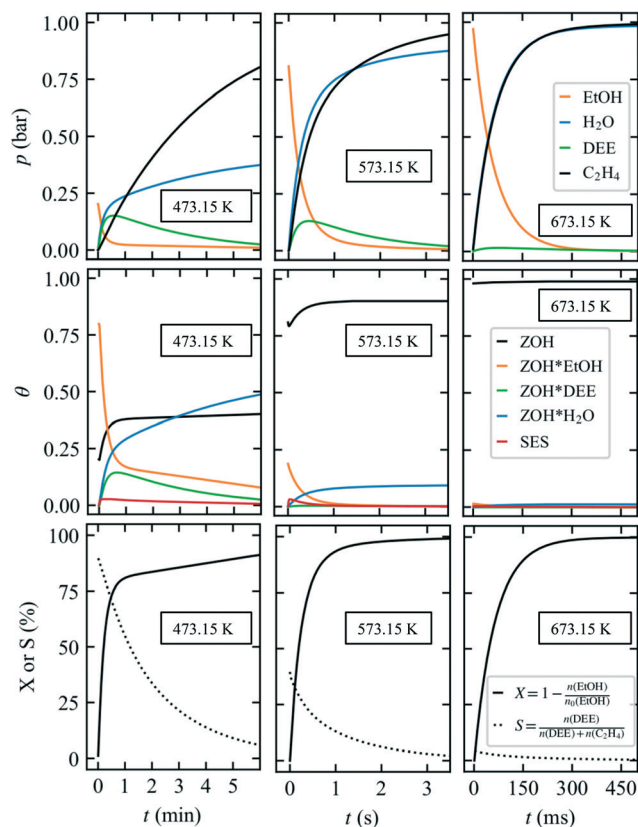 1.00
0.75
0.50
0.25
0.00
p (bar)
473.15 K
573.15 K
673.15 K
EtOH
H₂O
DEE
C₂H₄
1.00
0.75
0.50
0.25
0.00
θ
473.15 K
573.15 K
673.15 K
ZOH
ZOH*EtOH
ZOH*DEE
ZOH*H₂O
SES
100
75
50
25
0
X or S (%)
473.15 K
573.15 K
673.15 K
X = 1 − n(EtOH)/n₀(EtOH)
S = n(DEE)/n(DEE) + n(C₂H₄)
0 1 2 3 4 5
t (min)
0 1 2 3
t (s)
0 150 300 450
t (ms)